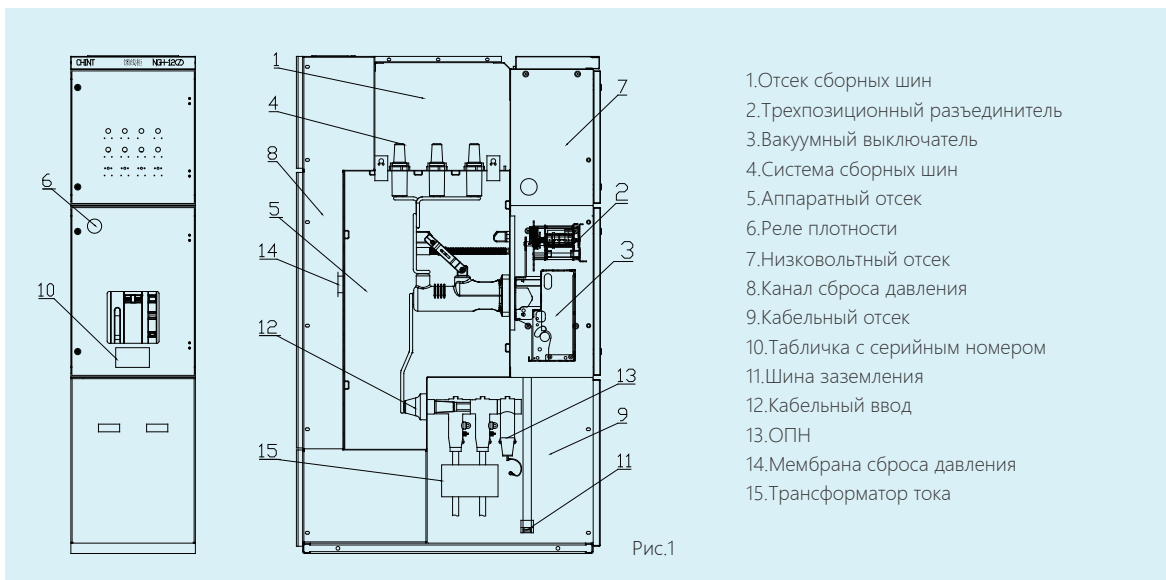 CHINT NGH-12(Z)
6
10
1
4
8
5
14
12
15
7
2
3
13
9
11
Рис.1
1.Отсек сборных шин
2.Трехпозиционный разъединитель
3.Вакуумный выключатель
4.Система сборных шин
5.Аппаратный отсек
6.Реле плотности
7.Низковольтный отсек
8.Канал сброса давления
9.Кабельный отсек
10.Табличка с серийным номером
11.Шина заземления
12.Кабельный ввод
13.ОПН
14.Мембрана сброса давления
15.Трансформатор тока